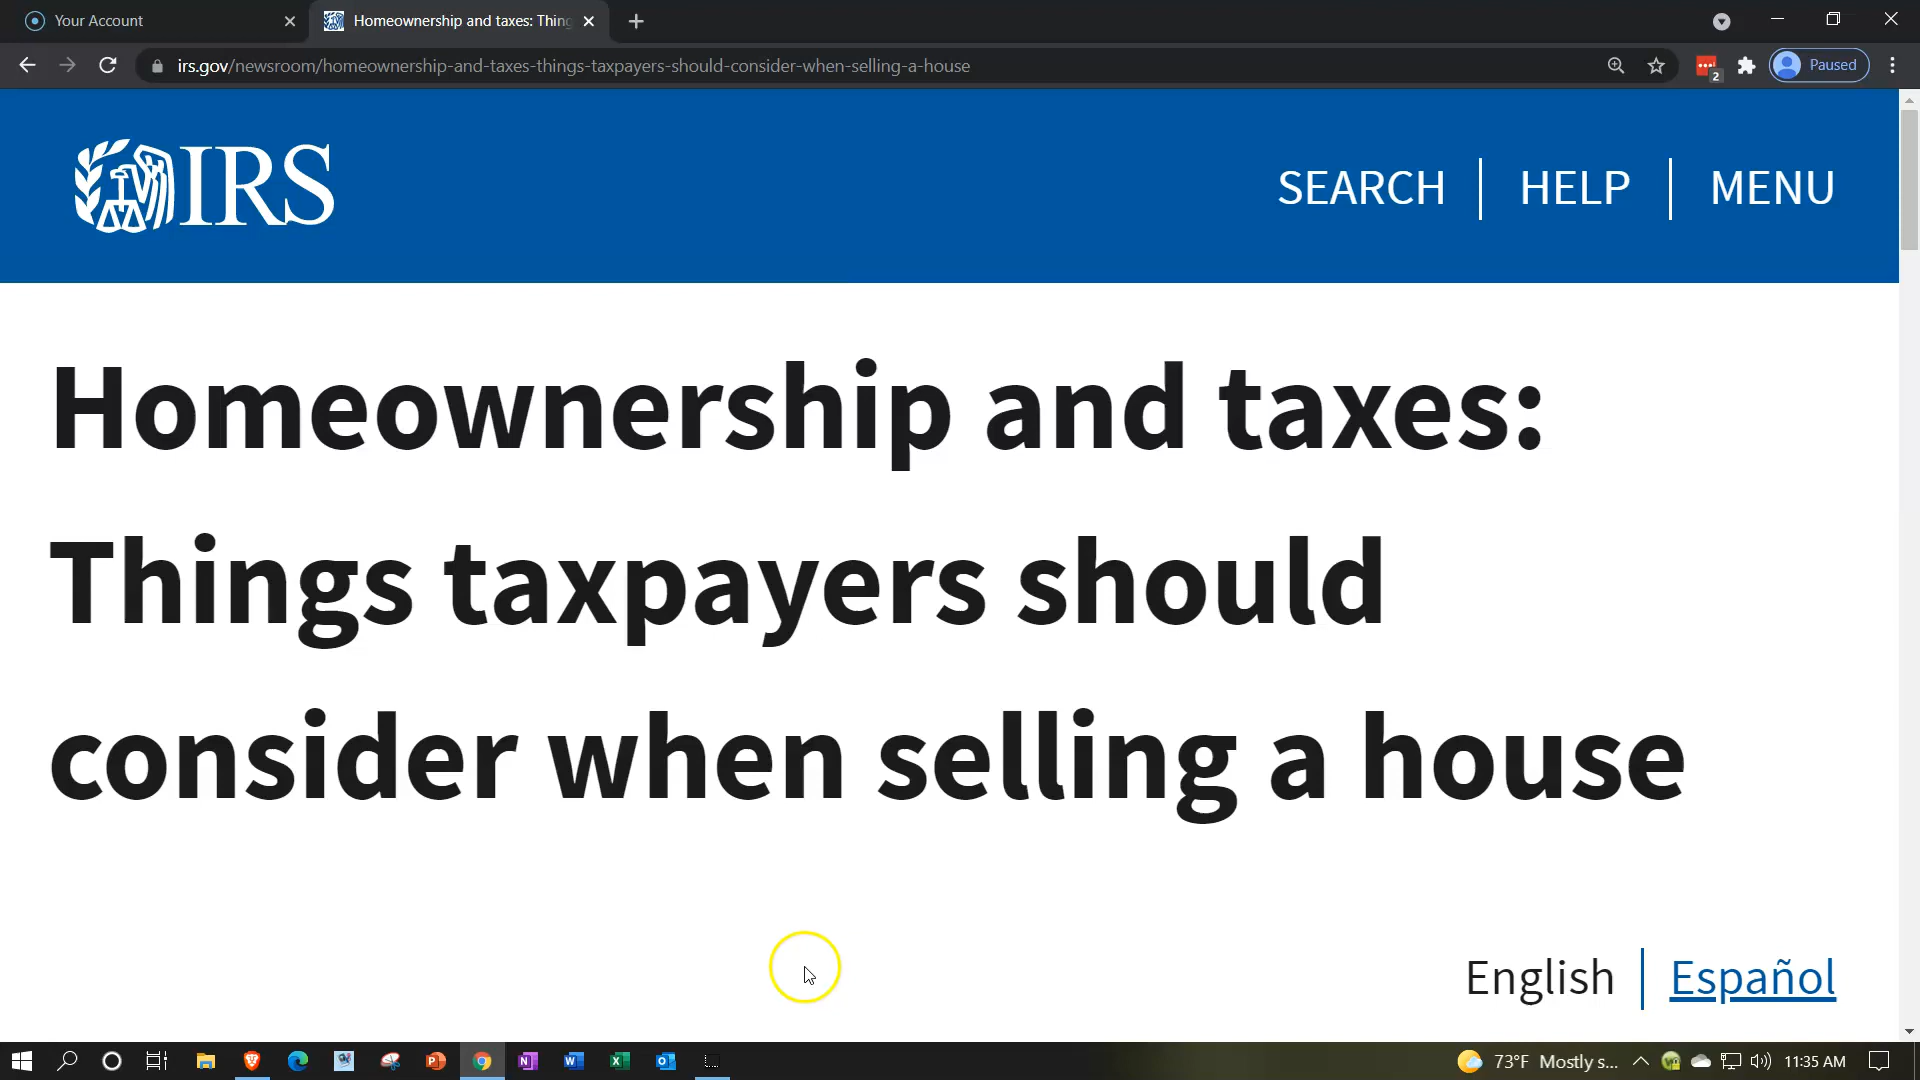 Your Account
Homeownership and taxes: Thing
irs.gov/newsroom/homeownership-and-taxes-things-taxpayers-should-consider-when-selling-a-house
2
Paused
IRS
SEARCH
HELP
MENU
Homeownership and taxes:
Things taxpayers should
consider when selling a house
English
Español
73°F Mostly s...
11:35 AM